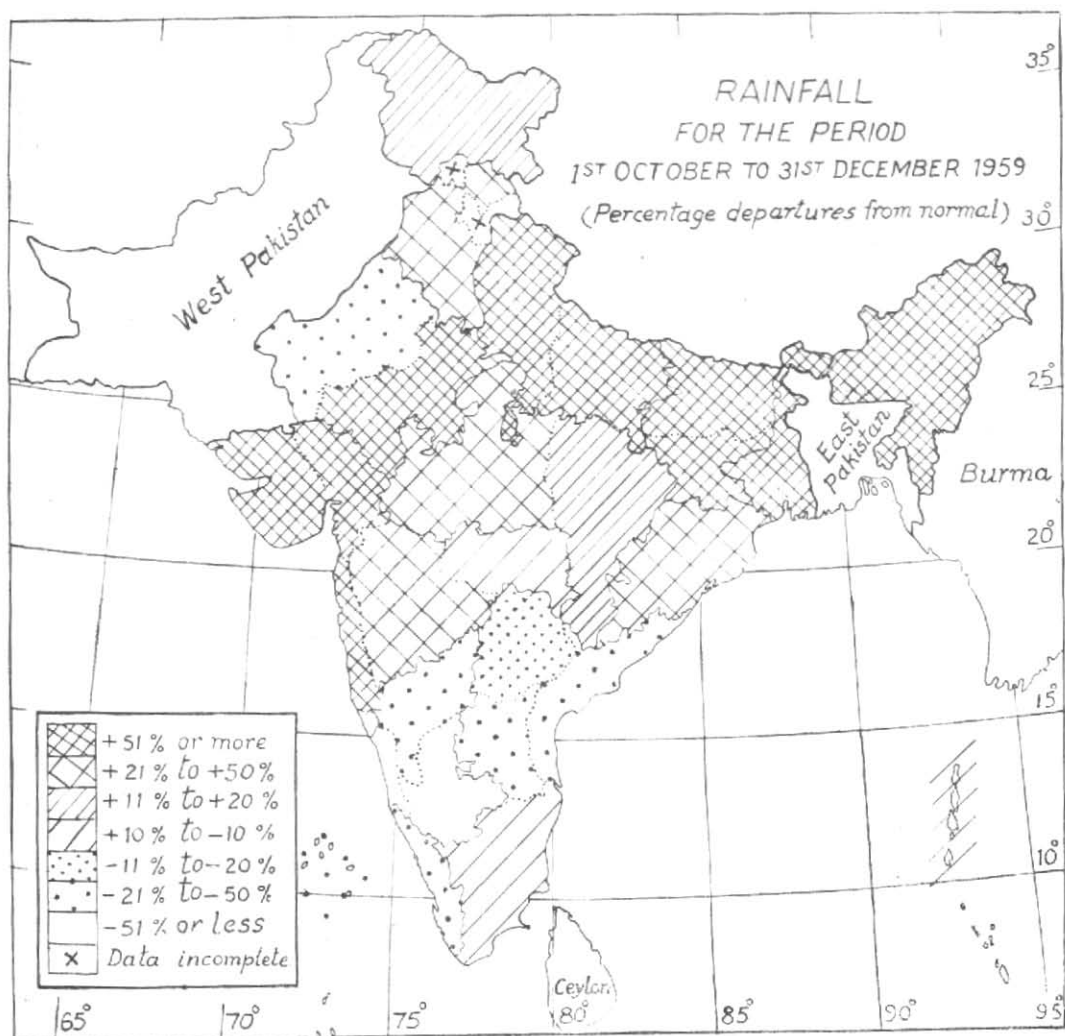 RAINFALL
FOR THE PERIOD
1ST OCTOBER TO 31ST DECEMBER 1959
(Percentage departures from normal)
35°
30°
25°
20°
15°
10°
West Pakistan
East
Pakistan
Burma
Ceylon
+51 % or more
+21 % to +50 %
+11 % to +20 %
+10 % to -10 %
-11 % to -20 %
-21 % to -50 %
-51 % or less
x Data incomplete
65° 70° 75° 80° 85° 90° 95°